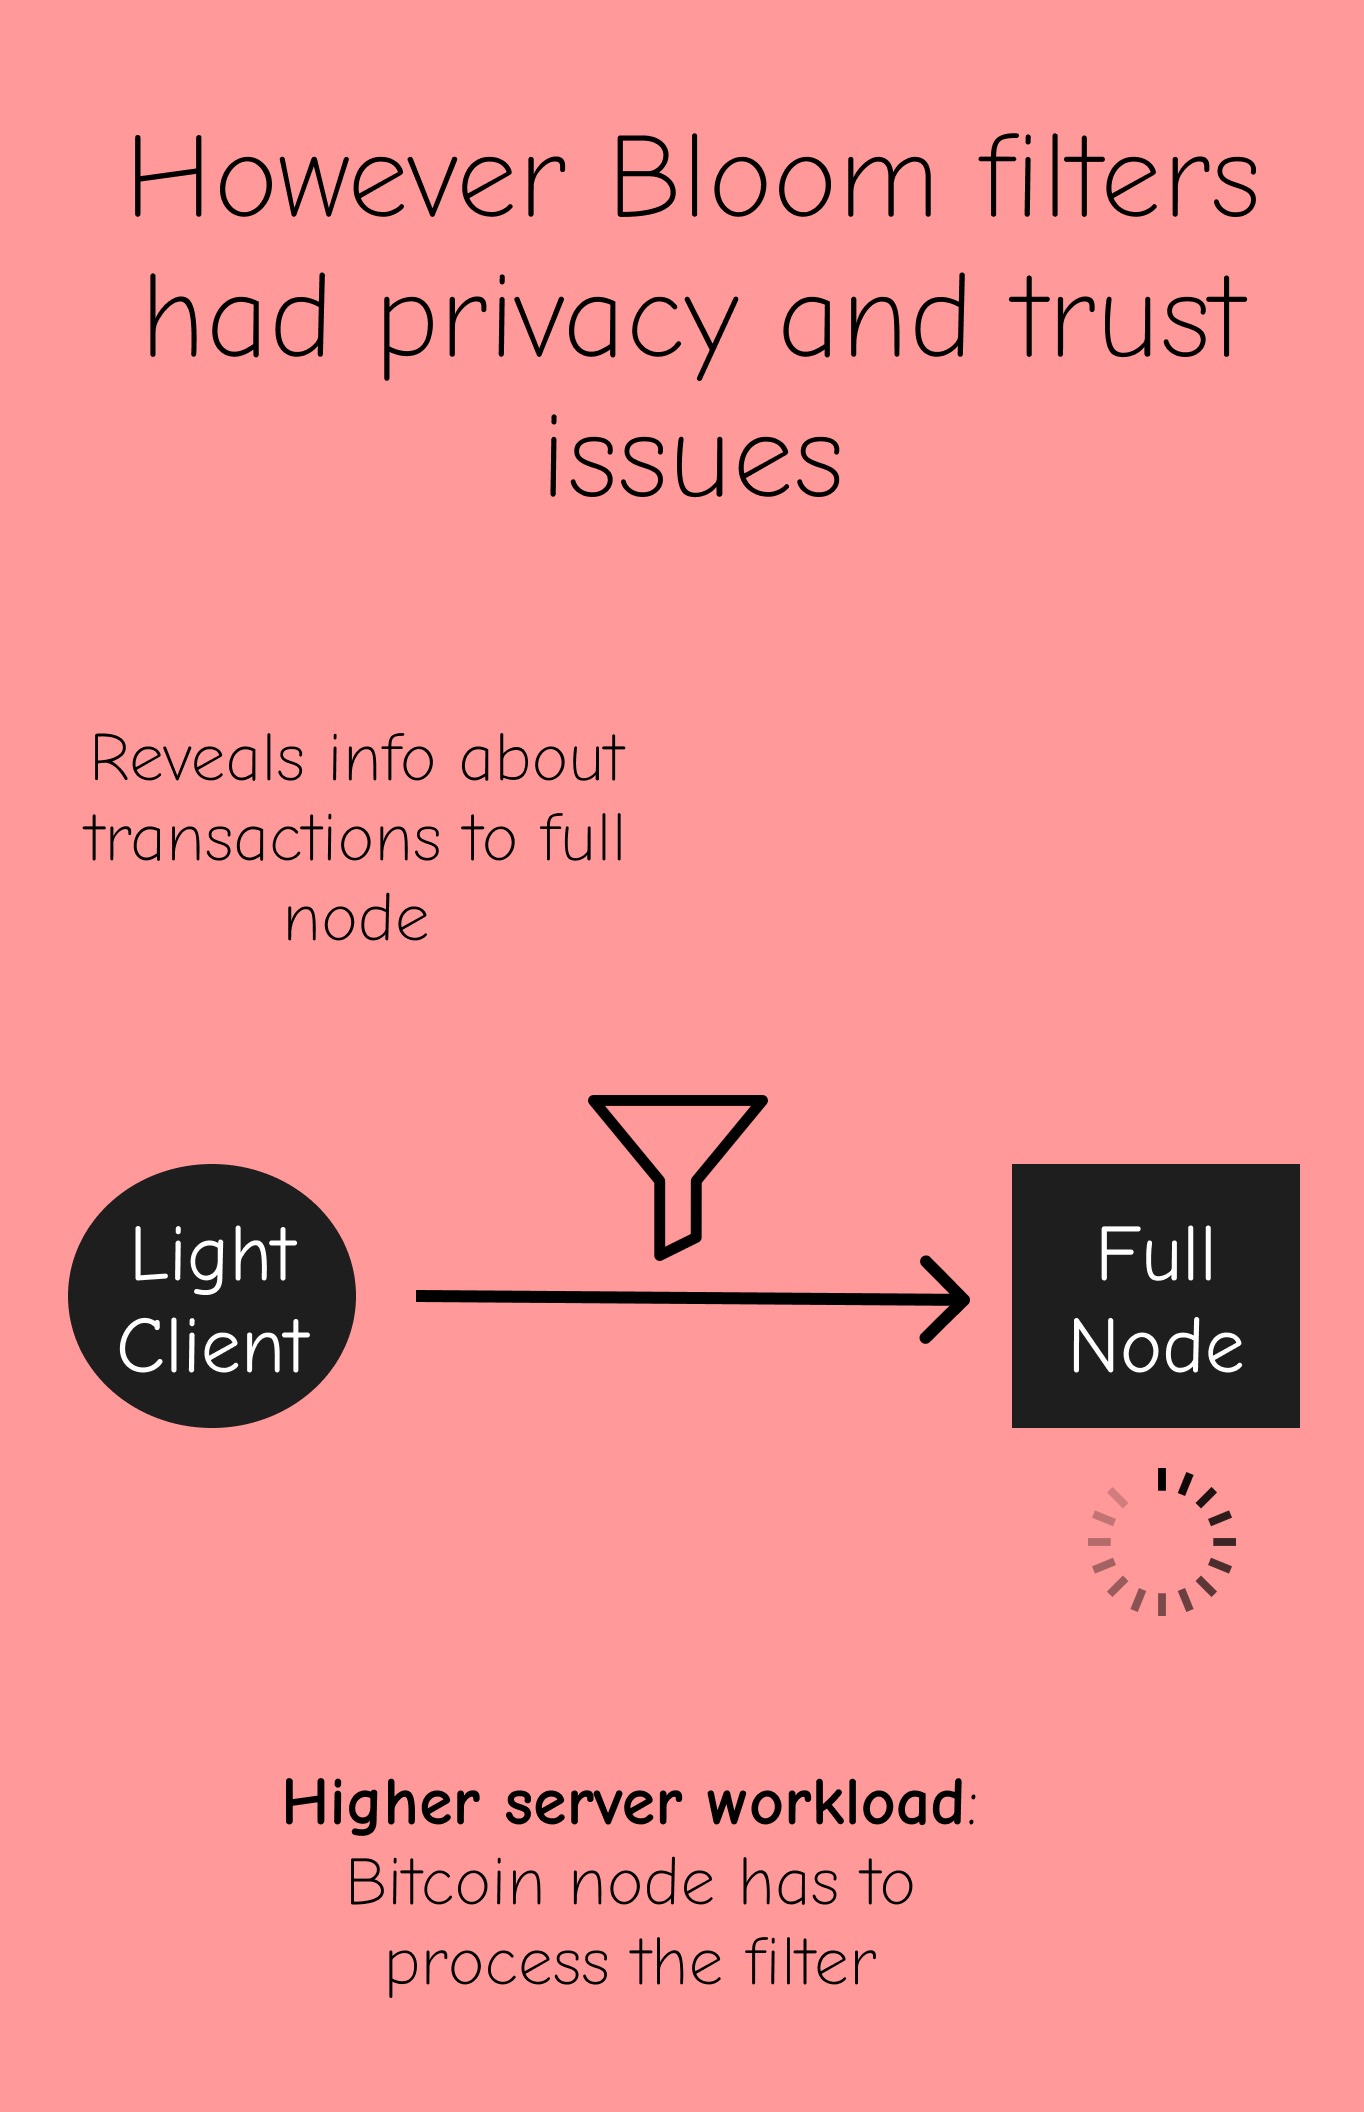 However Bloom filters
had privacy and trust
issues
Reveals info about
transactions to full
node
Light
Client
Full
Node
Higher server workload:
Bitcoin node has to
process the filter